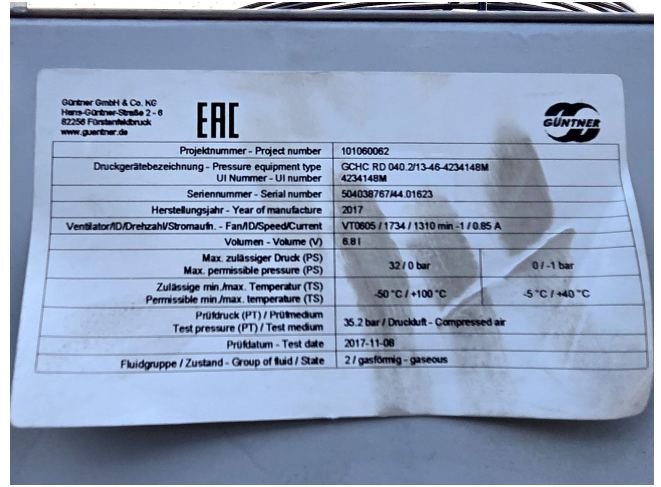 Güntner GmbH & Co. KG
Hans-Güntner-Straße 2 - 6
82256 Fürstenfeldbruck
www.guentner.de
EAC
GÜNTNER
Projektnummer - Project number 101060062
Druckgerätebezeichnung - Pressure equipment type GCHC RD 040.2/13-46-4234148M
UI Nummer - UI number 4234148M
Seriennummer - Serial number 504038767/44.01623
Herstellungsjahr - Year of manufacture 2017
Ventilator/ID/Drehzahl/Stromaufn. - Fan/ID/Speed/Current VT0605 / 1734 / 1310 min -1 / 0.85 A
Volumen - Volume (V) 6.8 l
Max. zulässiger Druck (PS)
Max. permissible pressure (PS) 32 / 0 bar 0 / -1 bar
Zulässige min./max. Temperatur (TS)
Permissible min./max. temperature (TS) -50 °C / +100 °C -5 °C / +40 °C
Prüfdruck (PT) / Prüfmedium
Test pressure (PT) / Test medium 35.2 bar / Druckluft - Compressed air
Prüfdatum - Test date 2017-11-08
Fluidgruppe / Zustand - Group of fluid / State 2 / gasförmig - gaseous